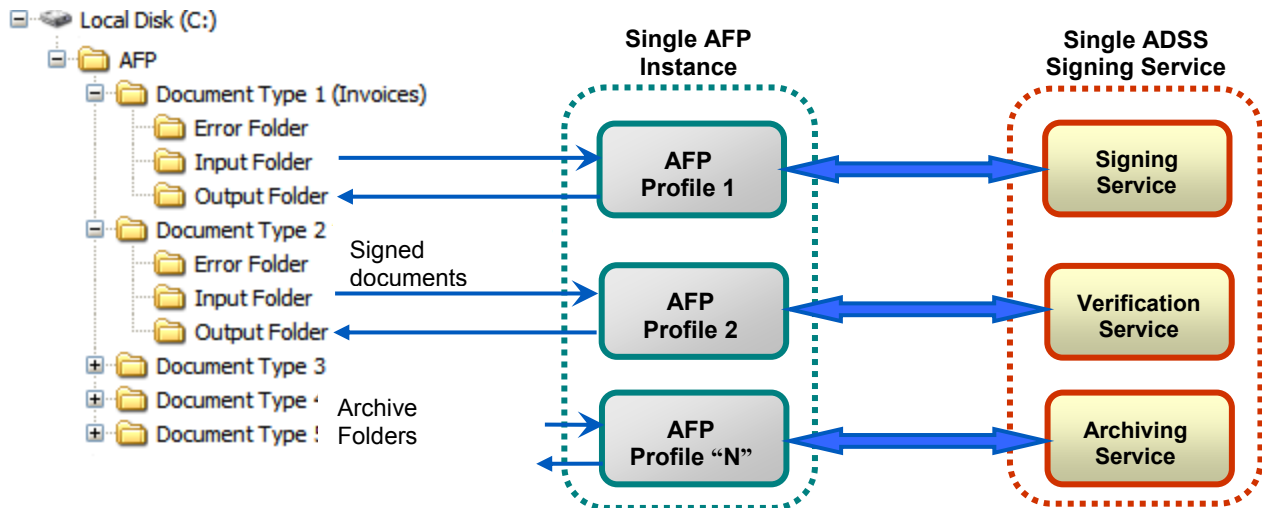 Local Disk (C:)
AFP
Document Type 1 (Invoices)
Error Folder
Input Folder
Output Folder
Document Type 2
Error Folder
Input Folder
Output Folder
Document Type 3
Document Type
Document Type
Signed
documents
Archive
Folders
Single AFP
Instance
AFP
Profile 1
AFP
Profile 2
AFP
Profile “N”
Single ADSS
Signing Service
Signing
Service
Verification
Service
Archiving
Service